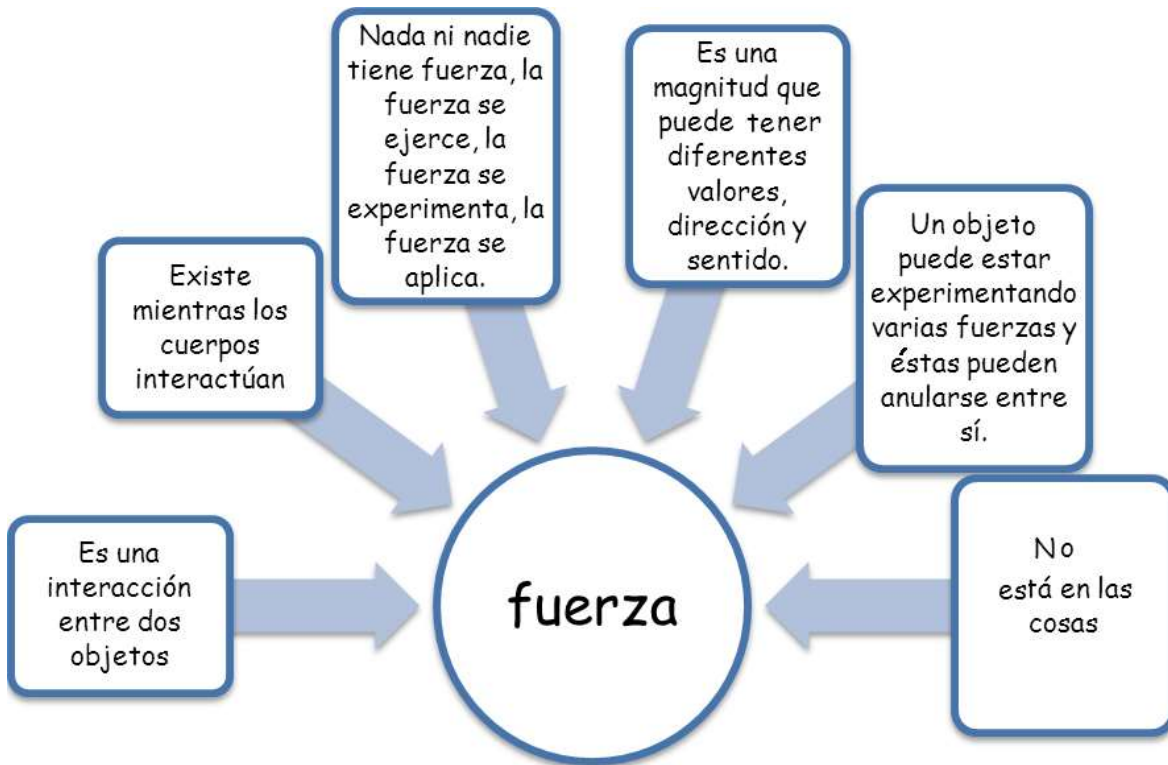 Nada ni nadie
tiene fuerza, la
fuerza se
ejerce, la
fuerza se
experimenta, la
fuerza se
aplica.
Es una
magnitud que
puede tener
diferentes
valores,
dirección y
sentido.
Existe
mientras los
cuerpos
interactúan
Un objeto
puede estar
experimentando
varias fuerzas y
éstas pueden
anularse entre
sí.
Es una
interacción
entre dos
objetos
fuerza
No
está en las
cosas